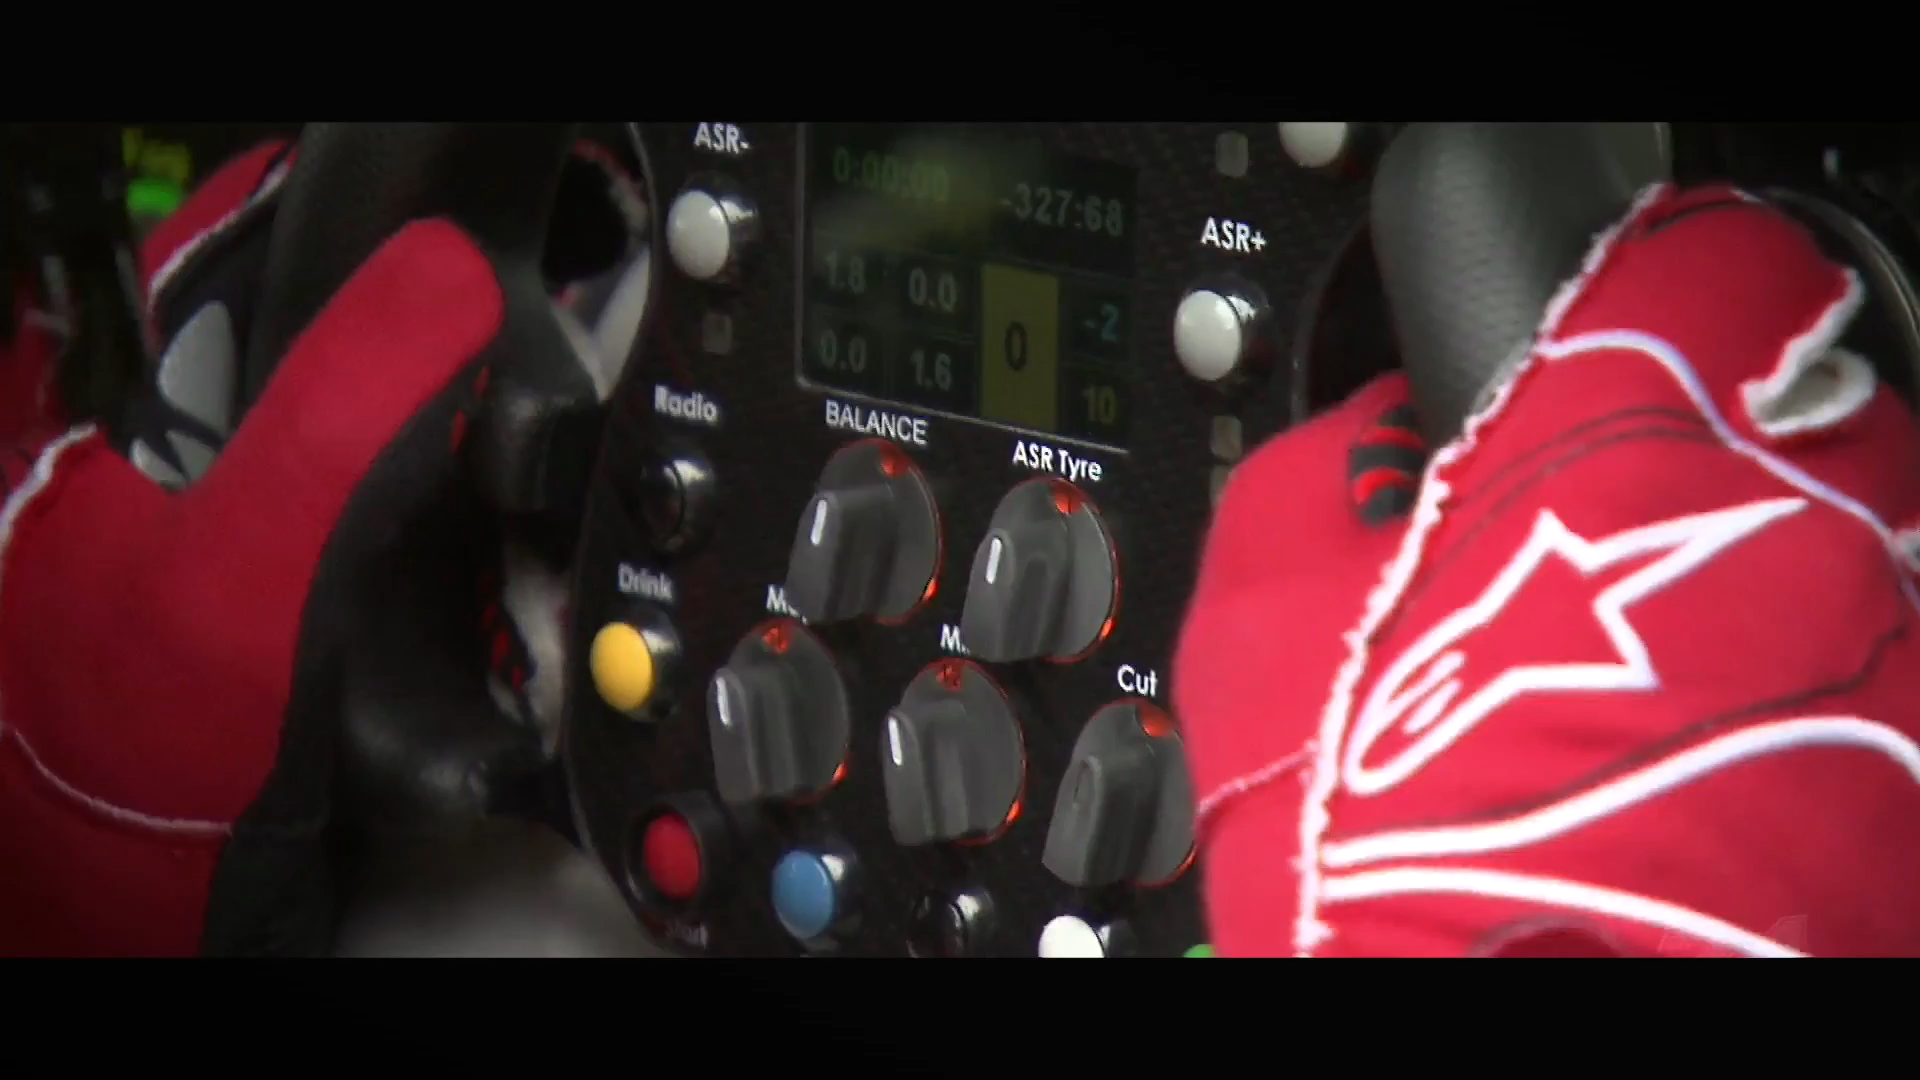 ASR-
0:00:00
-327:68
ASR+
1.8 0.0 -2
0
0.0 1.6 10
Radio
BALANCE
ASR Tyre
Drink
Cut
Start